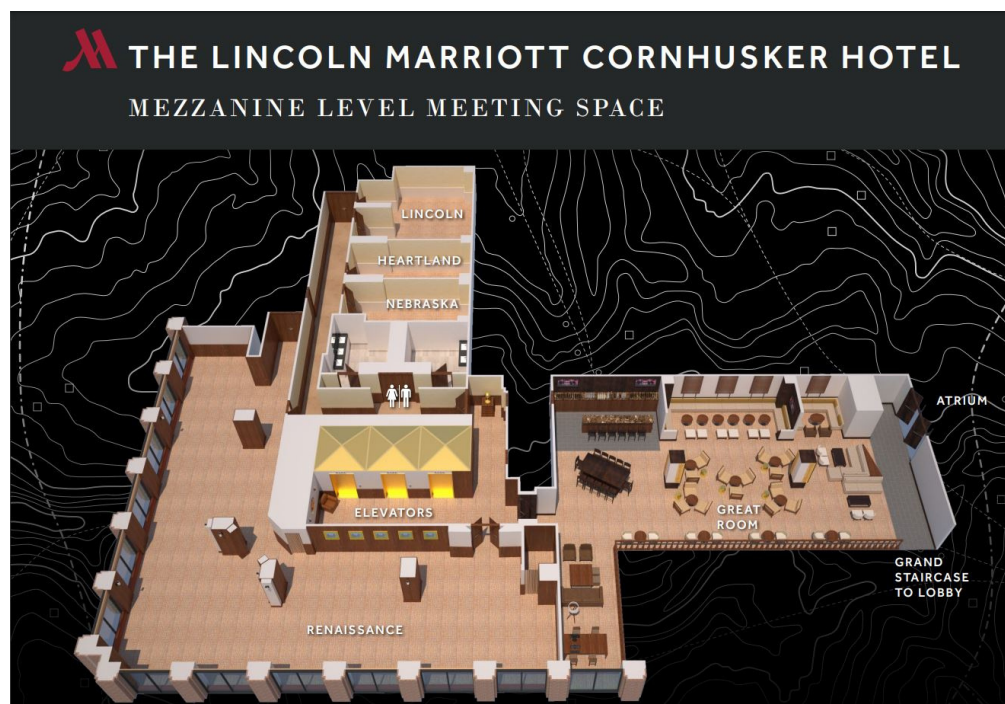 THE LINCOLN MARRIOTT CORNHUSKER HOTEL
MEZZANINE LEVEL MEETING SPACE
LINCOLN
HEARTLAND
NEBRASKA
ATRIUM
ELEVATORS
GREAT
ROOM
GRAND
STAIRCASE
TO LOBBY
RENAISSANCE